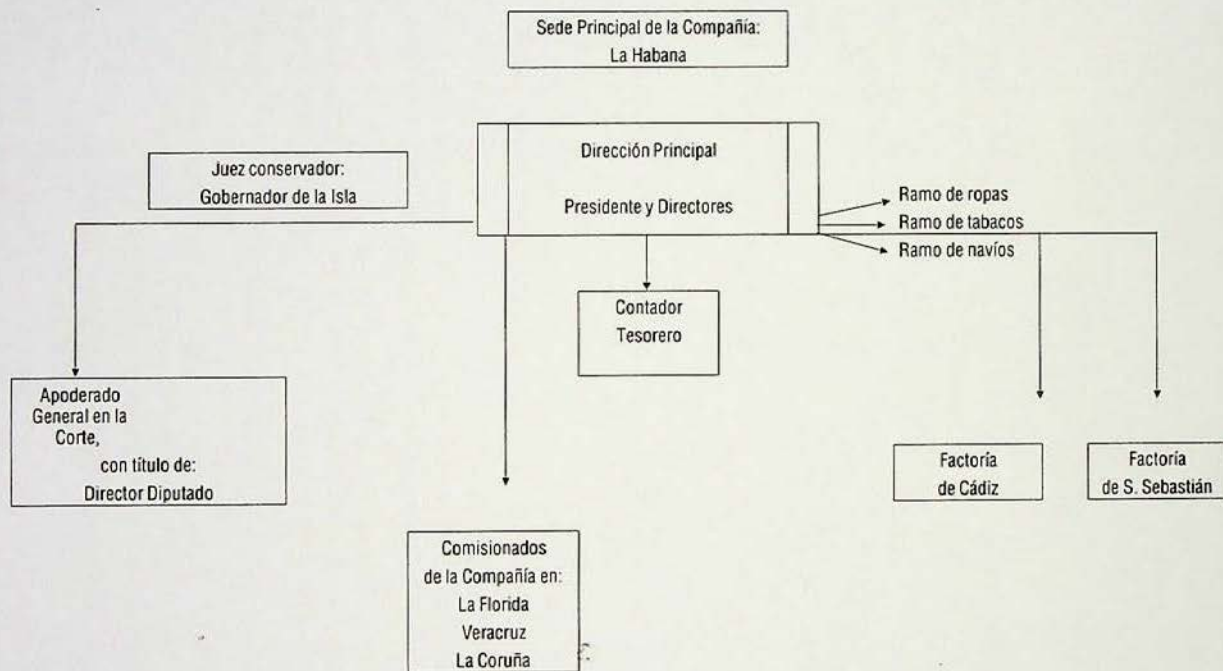 Sede Principal de la Compañía:
La Habana
Dirección Principal
Presidente y Directores
Juez conservador:
Gobernador de la Isla
Ramo de ropas
Ramo de tabacos
Ramo de navíos
Contador
Tesorero
Apoderado
General en la
Corte,
con título de:
Director Diputado
Factoría
de Cádiz
Factoría
de S. Sebastián
Comisionados
de la Compañía en:
La Florida
Veracruz
La Coruña